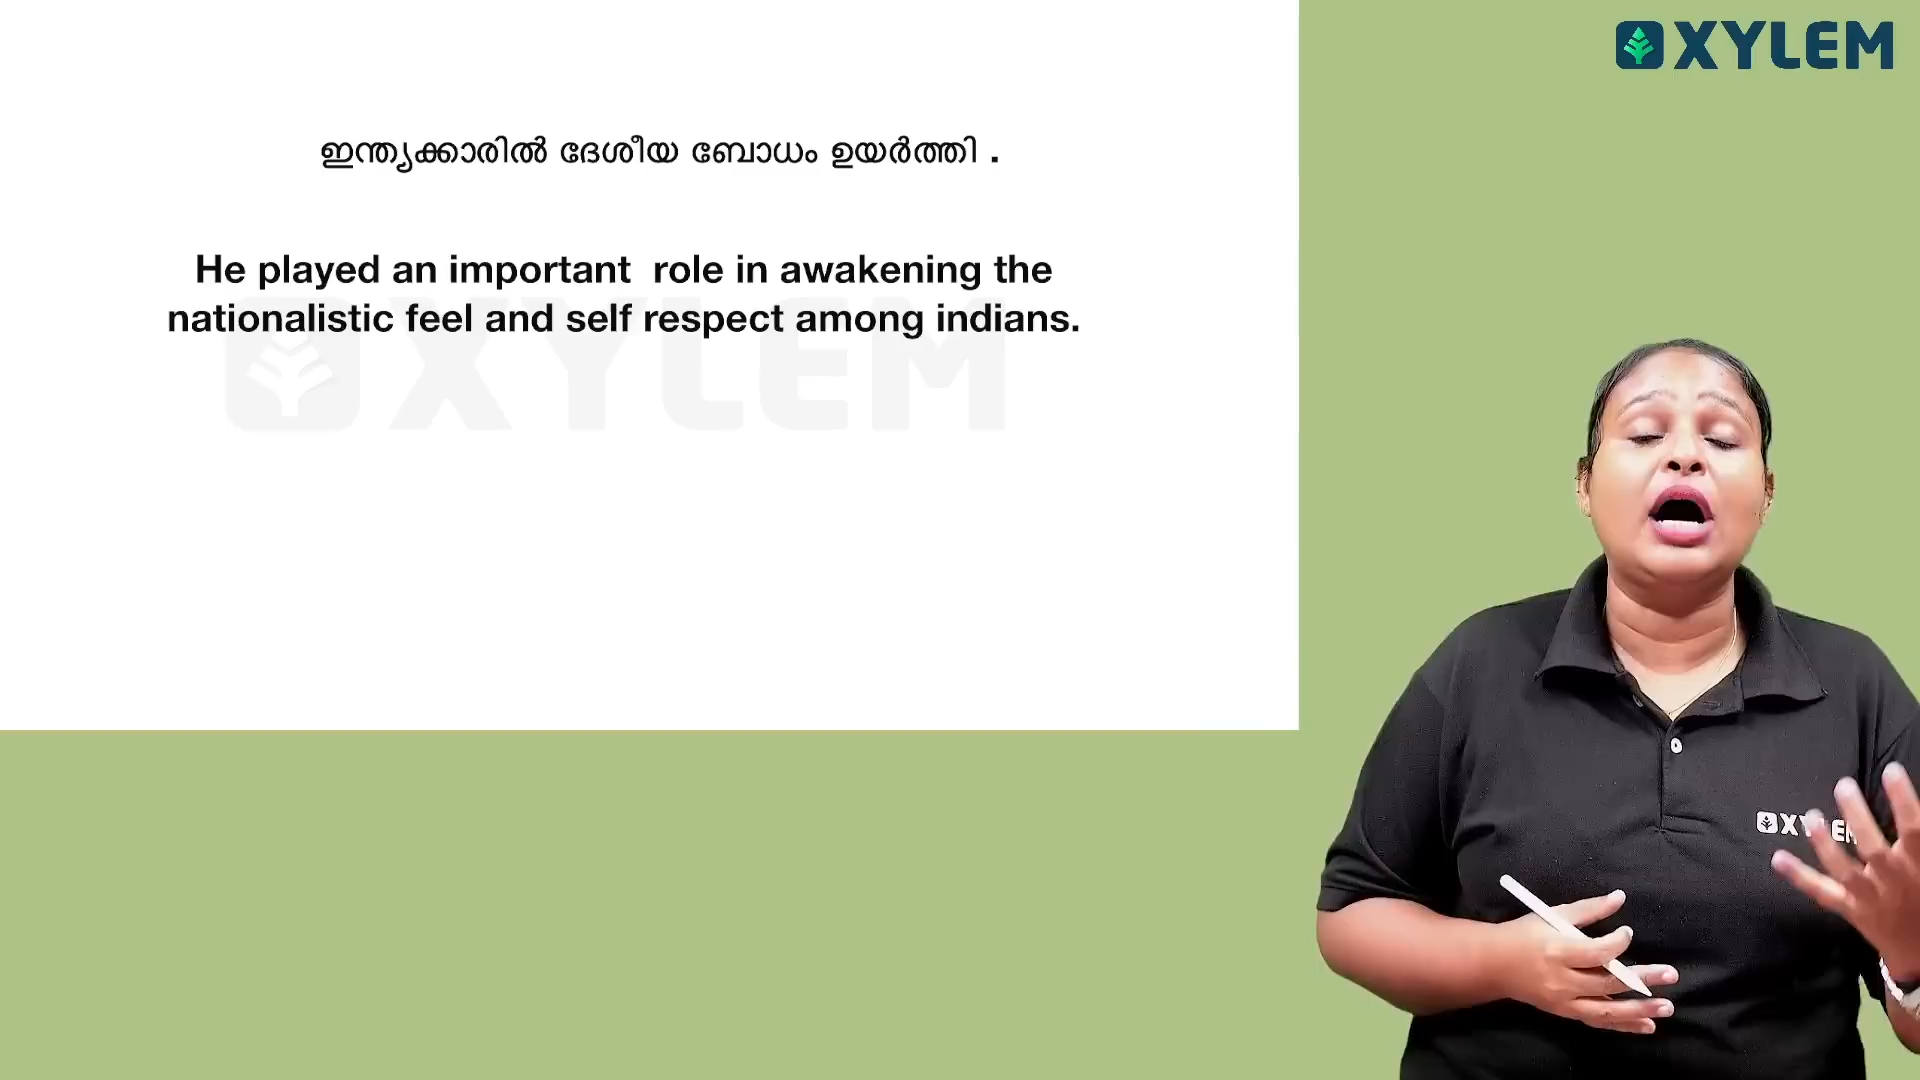 XYLEM
ഇന്ത്യക്കാരിൽ ദേശീയ ബോധം ഉയർത്തി .
He played an important  role in awakening the
nationalistic feel and self respect among indians.
XYLEM